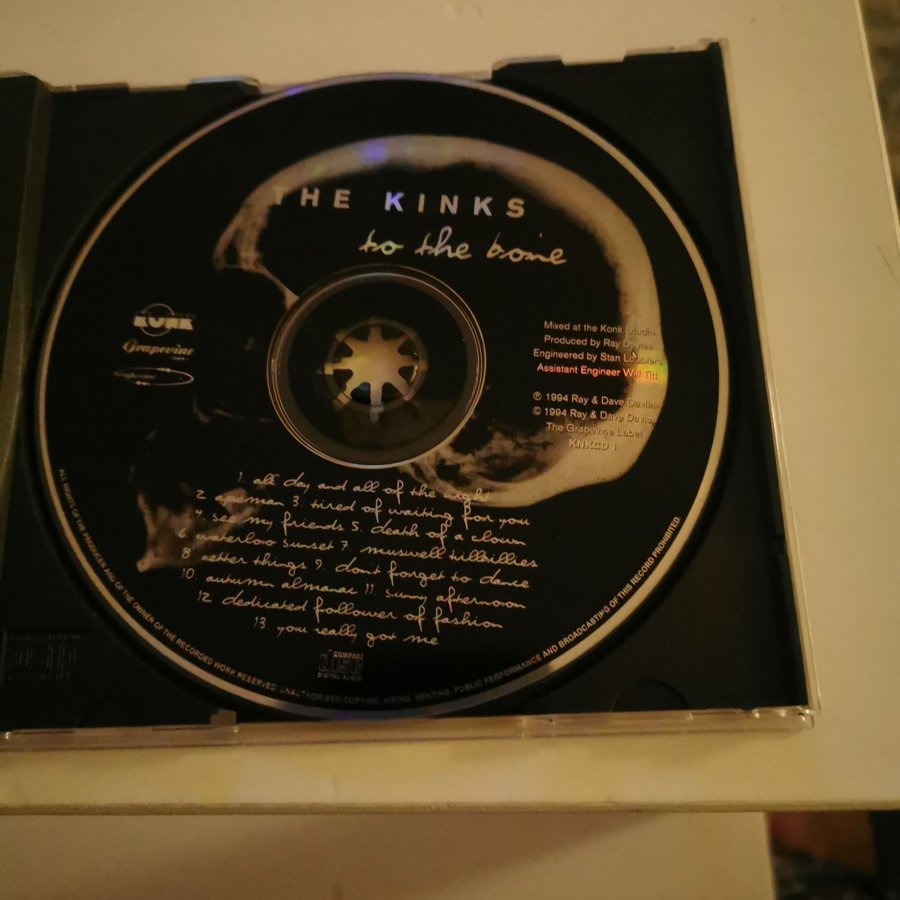 THE KINKS
to the bone
KONK
Grapevine
Mixed at the Konk Studio
Produced by Ray Davies
Engineered by Stan Loubières
Assistant Engineer Will Titt
℗ 1994 Ray & Dave Davies
© 1994 Ray & Dave Davies
The Grapevine Label
KNKCD 1
1. all day and all of the night
2 apeman 3. tired of waiting for you
4. see my friends 5. death of a clown
6. waterloo sunset 7. muswell hillbillies
8 better things 9. don't forget to dance
10. autumn almanac 11. sunny afternoon
12 dedicated follower of fashion
13. you really got me
COMPACT
disc
DIGITAL AUDIO
ALL RIGHTS OF THE PRODUCER AND OF THE OWNER OF THE RECORDED WORK RESERVED. UNAUTHORISED COPYING, HIRING, RENTING, PUBLIC PERFORMANCE AND BROADCASTING OF THIS RECORD PROHIBITED.